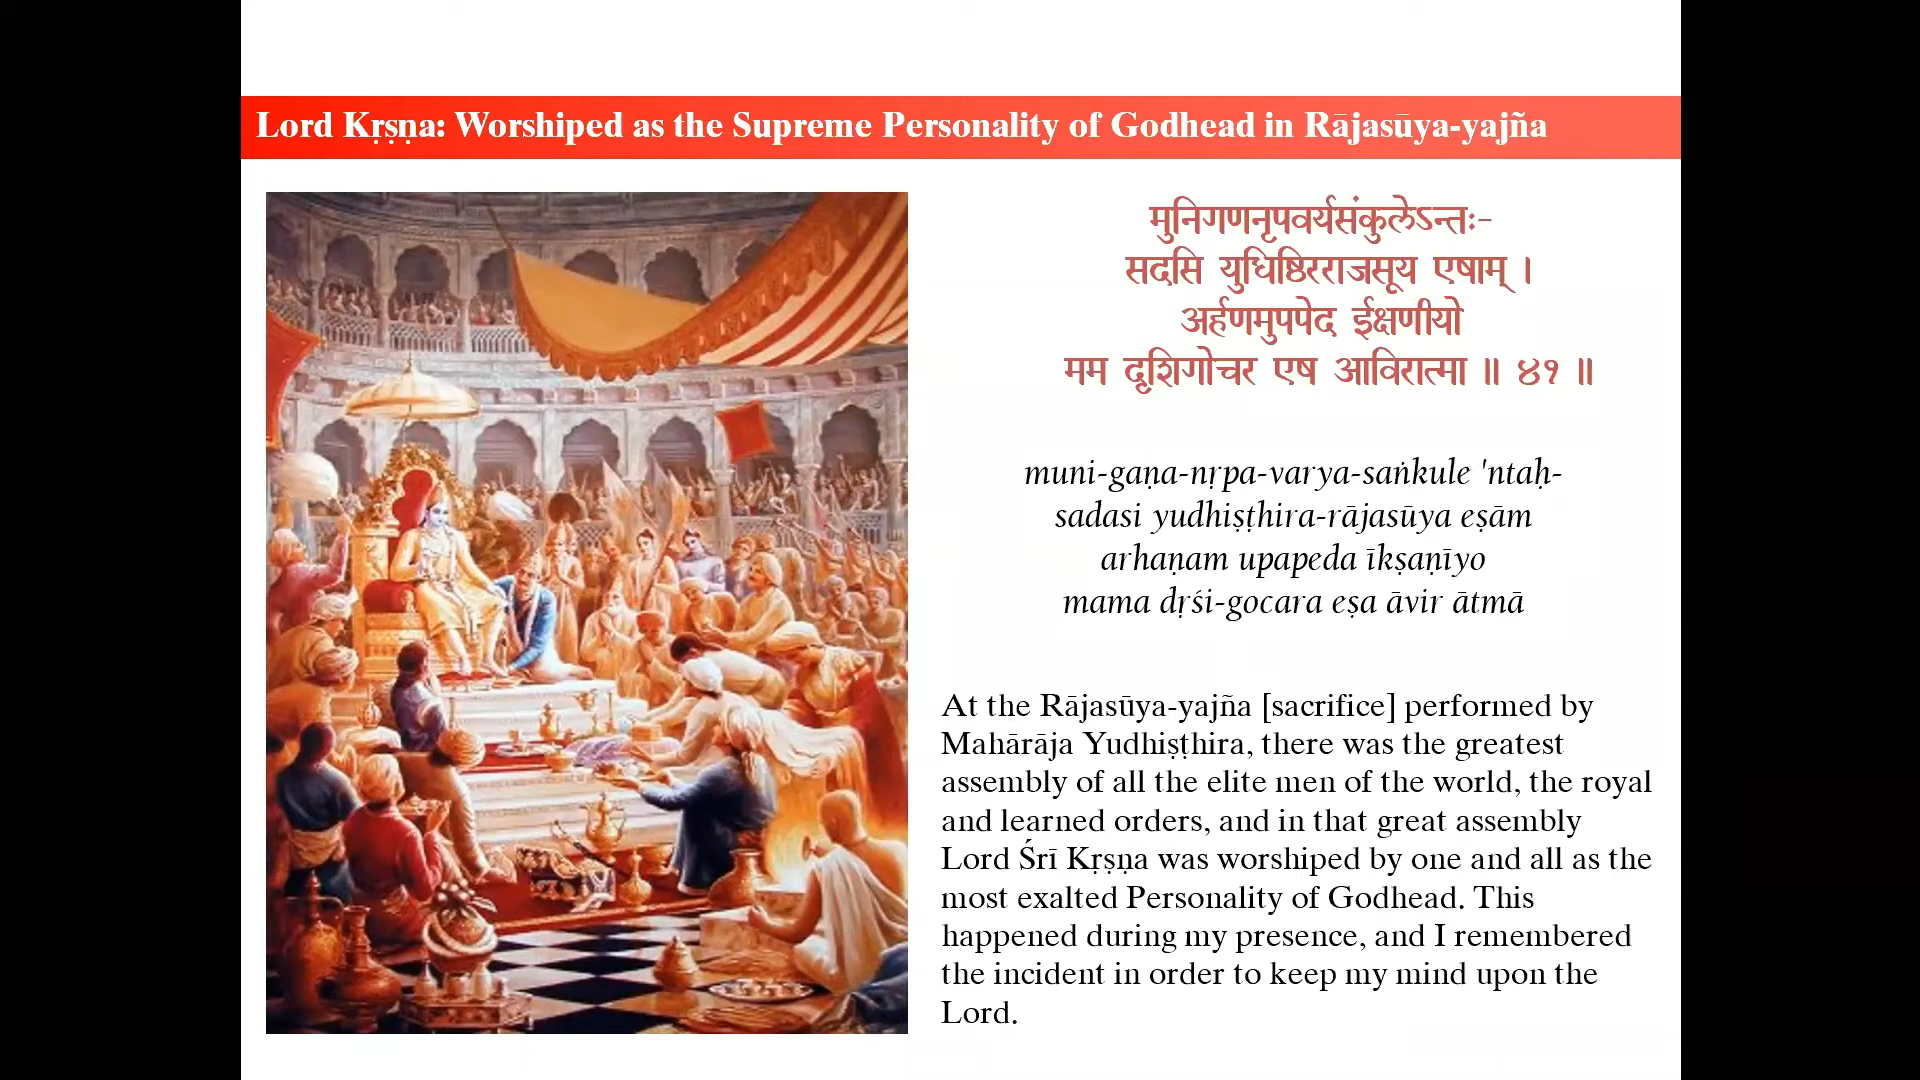 Lord Kṛṣṇa: Worshiped as the Supreme Personality of Godhead in Rājasūya-yajña
मुनिगणनृपवर्यसंकुलेऽन्तः-
सदसि युधिष्ठिरराजसूय एषाम् ।
अर्हणमुपपेद ईक्षणीयो
मम दृशिगोचर एष आविरात्मा ॥ ४१ ॥
muni-gaṇa-nṛpa-varya-saṅkule 'ntaḥ-
sadasi yudhiṣṭhira-rājasūya eṣām
arhaṇam upapeda īkṣaṇīyo
mama dṛśi-gocara eṣa āvir ātmā
At the Rājasūya-yajña [sacrifice] performed by
Mahārāja Yudhiṣṭhira, there was the greatest
assembly of all the elite men of the world, the royal
and learned orders, and in that great assembly
Lord Śrī Kṛṣṇa was worshiped by one and all as the
most exalted Personality of Godhead. This
happened during my presence, and I remembered
the incident in order to keep my mind upon the
Lord.